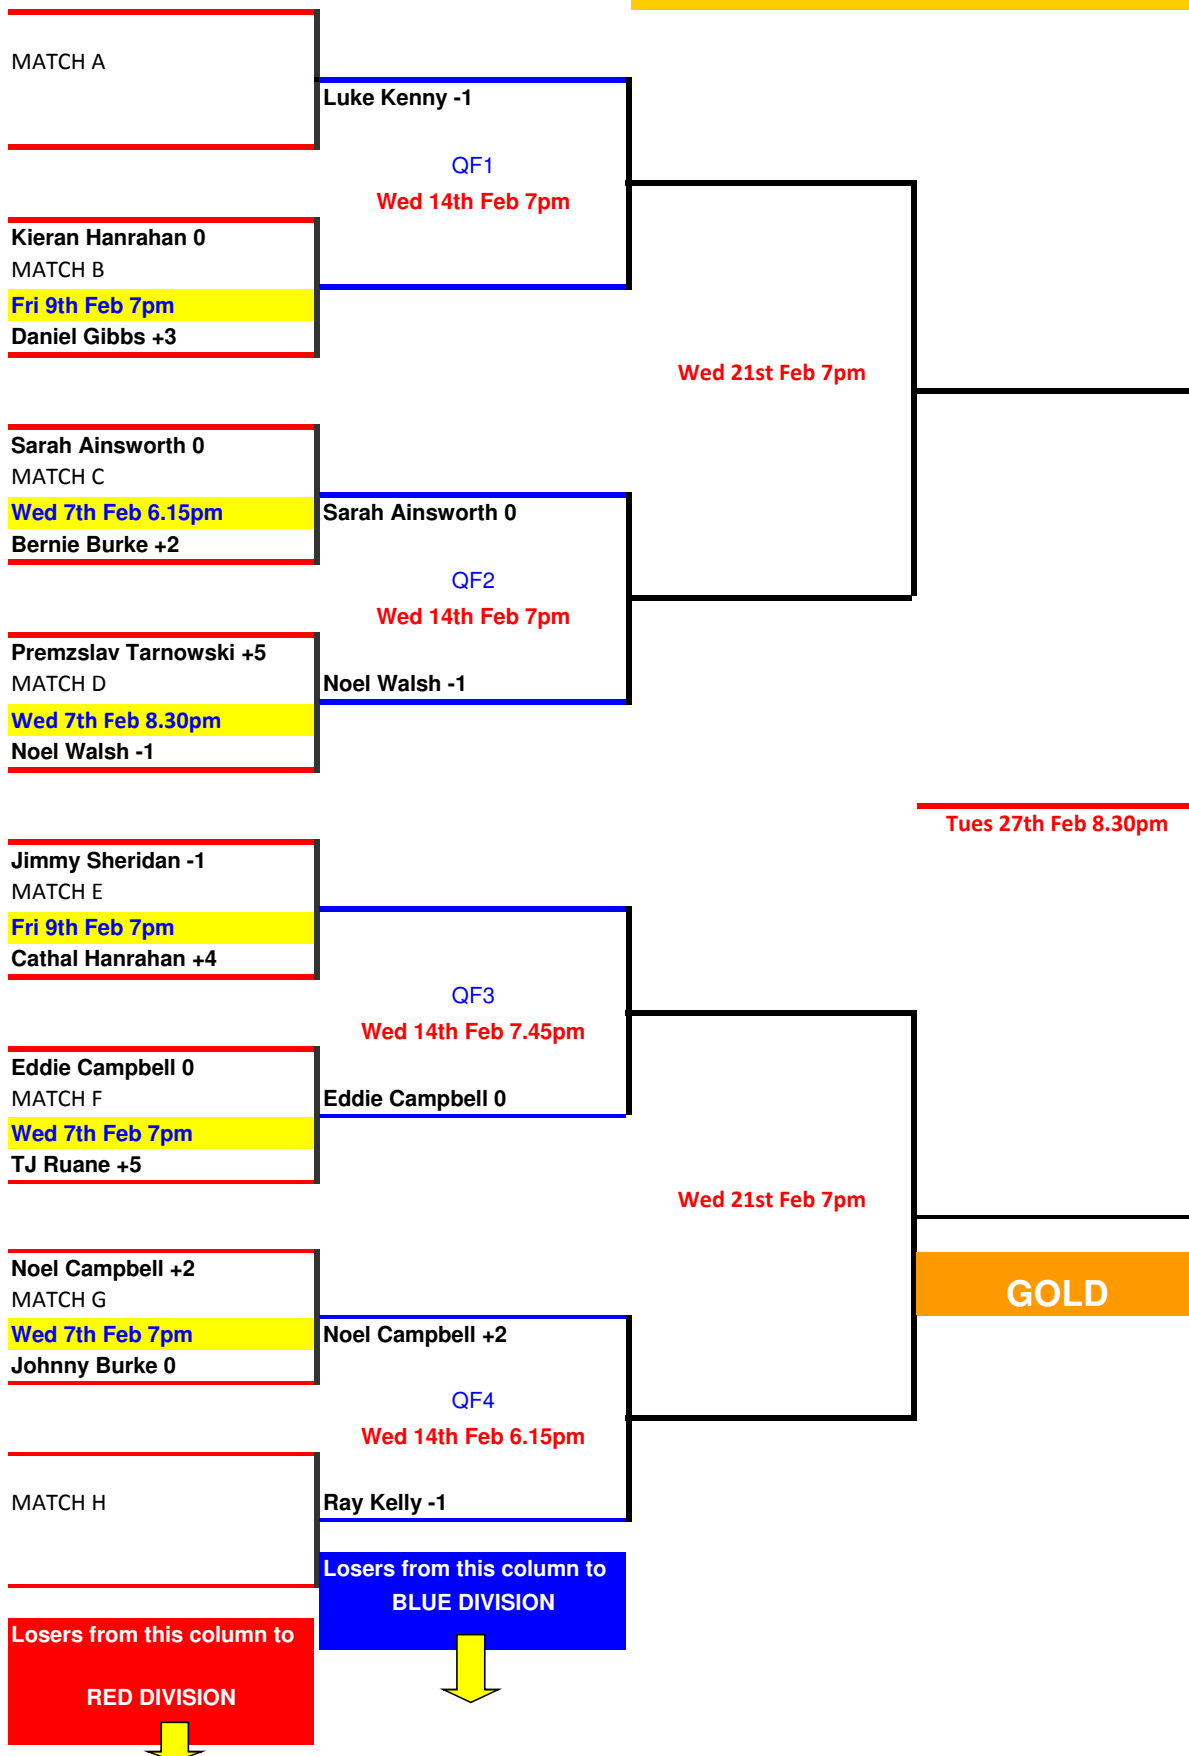 MATCH A
Luke Kenny -1
QF1
Wed 14th Feb 7pm
Kieran Hanrahan 0
MATCH B
Fri 9th Feb 7pm
Daniel Gibbs +3
Wed 21st Feb 7pm
Sarah Ainsworth 0
MATCH C
Wed 7th Feb 6.15pm
Bernie Burke +2
Sarah Ainsworth 0
QF2
Wed 14th Feb 7pm
Premzslav Tarnowski +5
MATCH D
Wed 7th Feb 8.30pm
Noel Walsh -1
Noel Walsh -1
Tues 27th Feb 8.30pm
Jimmy Sheridan -1
MATCH E
Fri 9th Feb 7pm
Cathal Hanrahan +4
QF3
Wed 14th Feb 7.45pm
Eddie Campbell 0
MATCH F
Wed 7th Feb 7pm
TJ Ruane +5
Eddie Campbell 0
Wed 21st Feb 7pm
Noel Campbell +2
MATCH G
Wed 7th Feb 7pm
Johnny Burke 0
GOLD
Noel Campbell +2
QF4
Wed 14th Feb 6.15pm
MATCH H
Ray Kelly -1
Losers from this column to
BLUE DIVISION
Losers from this column to
RED DIVISION